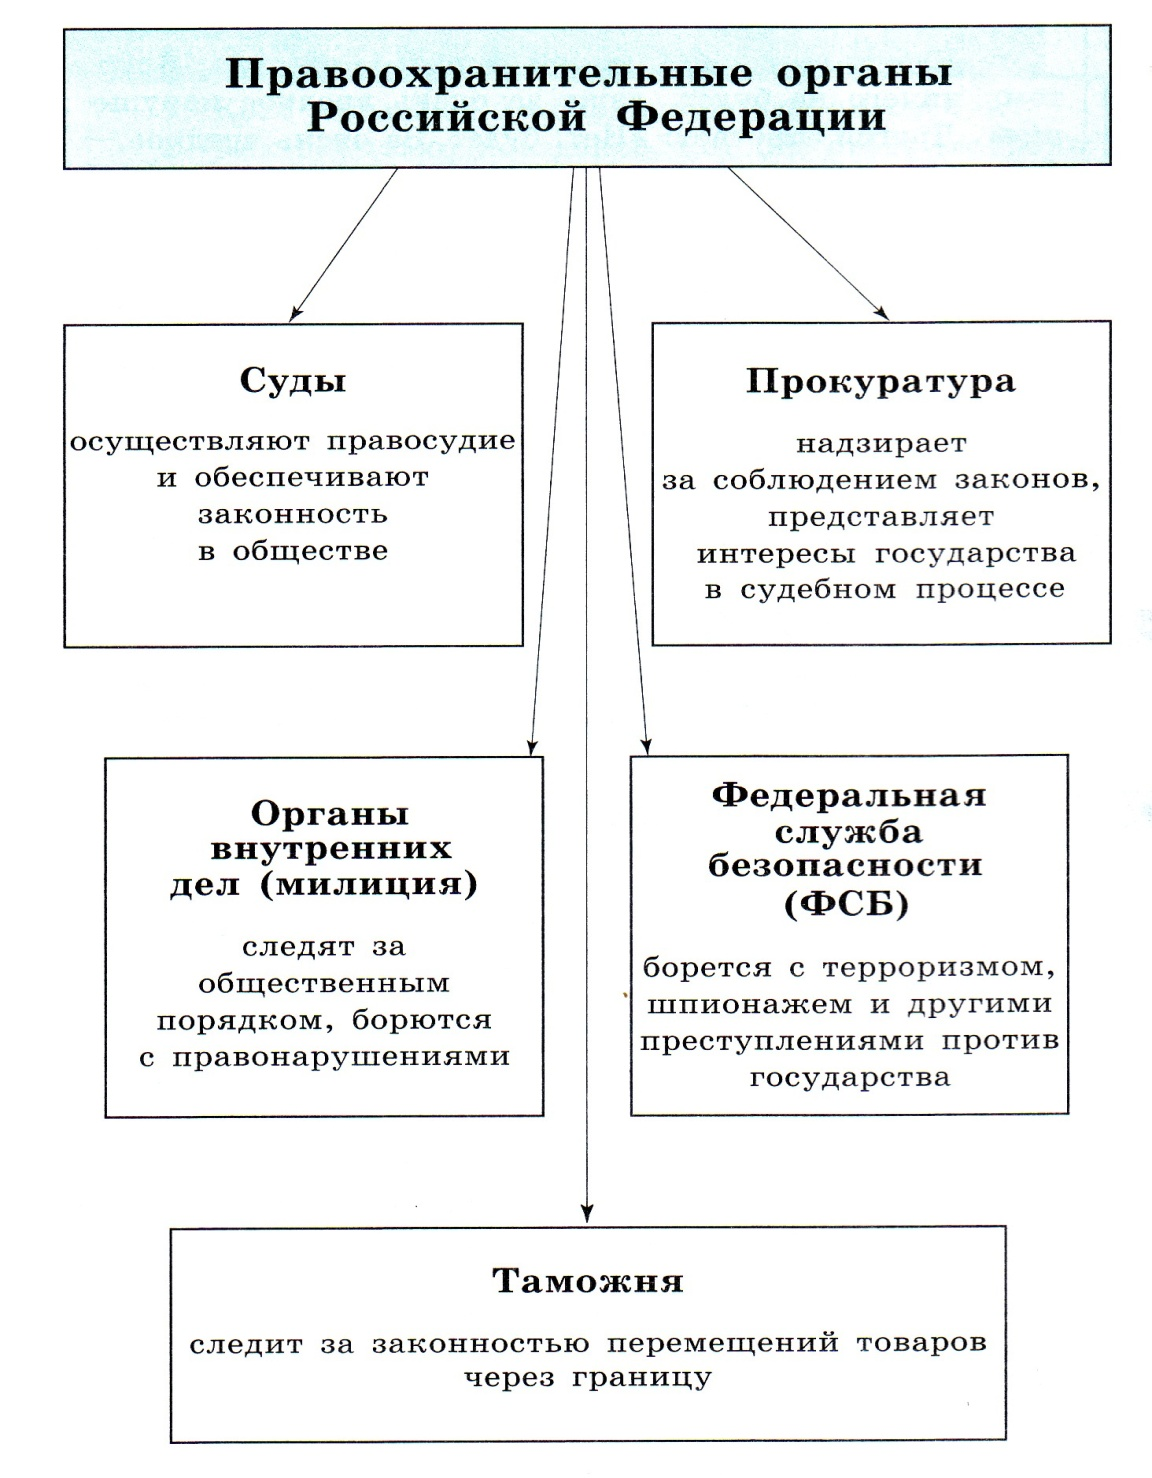 Правоохранительные органы
Российской Федерации
Суды
осуществляют правосудие
и обеспечивают
законность
в обществе
Прокуратура
надзирает
за соблюдением законов,
представляет
интересы государства
в судебном процессе
Органы
внутренних
дел (милиция)
следят за
общественным
порядком, борются
с правонарушениями
Федеральная
служба
безопасности
(ФСБ)
борется с терроризмом,
шпионажем и другими
преступлениями против
государства
Таможня
следит за законностью перемещений товаров
через границу